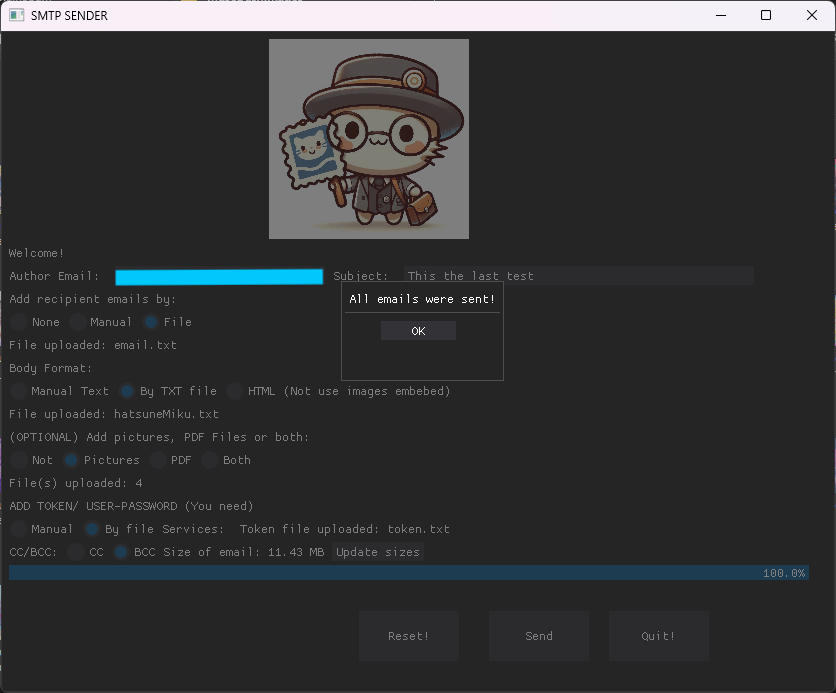 SMTP SENDER
Welcome!
Author Email: Subject: This the last test
Add recipient emails by:
All emails were sent!
None Manual File
OK
File uploaded: email.txt
Body Format:
Manual Text By TXT file HTML (Not use images embebed)
File uploaded: hatsuneMiku.txt
(OPTIONAL) Add pictures, PDF Files or both:
Not Pictures PDF Both
File(s) uploaded: 4
ADD TOKEN/ USER-PASSWORD (You need)
Manual By file Services: Token file uploaded: token.txt
CC/BCC: CC BCC Size of email: 11.43 MB Update sizes
100.0%
Reset! Send Quit!